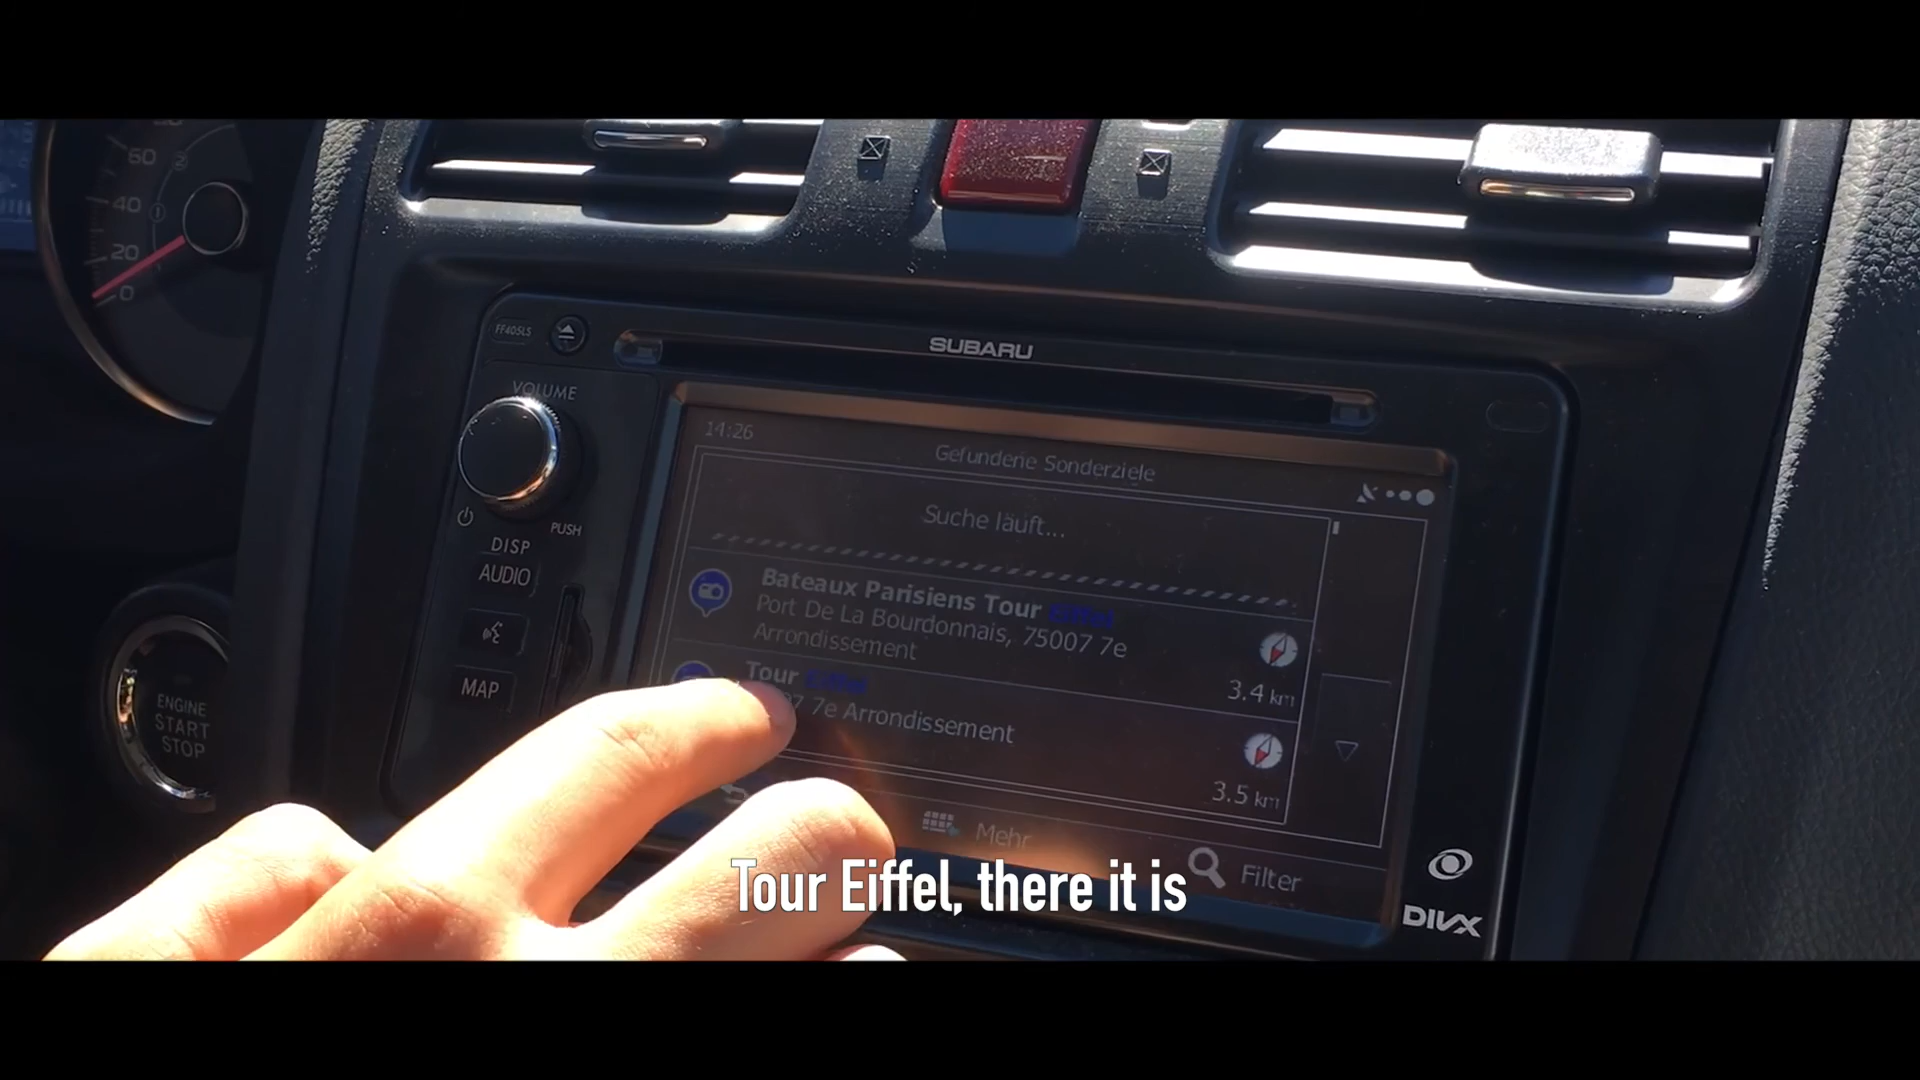 60
40
20
0
FF405LS
SUBARU
VOLUME
PUSH
DISP
AUDIO
MAP
ENGINE
START
STOP
14:26
Gefundene Sonderziele
Suche läuft...
Bateaux Parisiens Tour Eiffel
Port De La Bourdonnais, 75007 7e
Arrondissement
3.4 km
Tour Eiffel
7e Arrondissement
3.5 km
Mehr
Filter
DIVX
Tour Eiffel, there it is